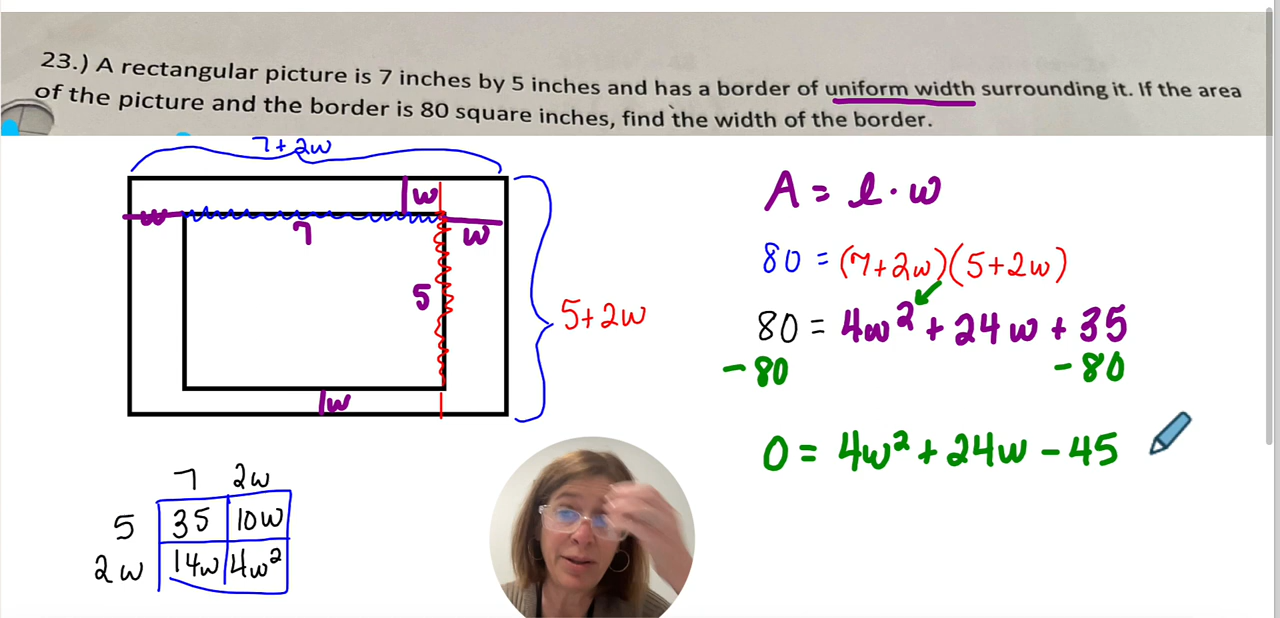 23.) A rectangular picture is 7 inches by 5 inches and has a border of uniform width surrounding it. If the area
of the picture and the border is 80 square inches, find the width of the border.
7+2w
w
w
7
w
5
5+2w
w
A = l · w
80 = (7+2w)(5+2w)
80 = 4w² + 24w + 35
-80 -80
0 = 4w² + 24w - 45
7 2w
5 35 10w
2w 14w 4w²